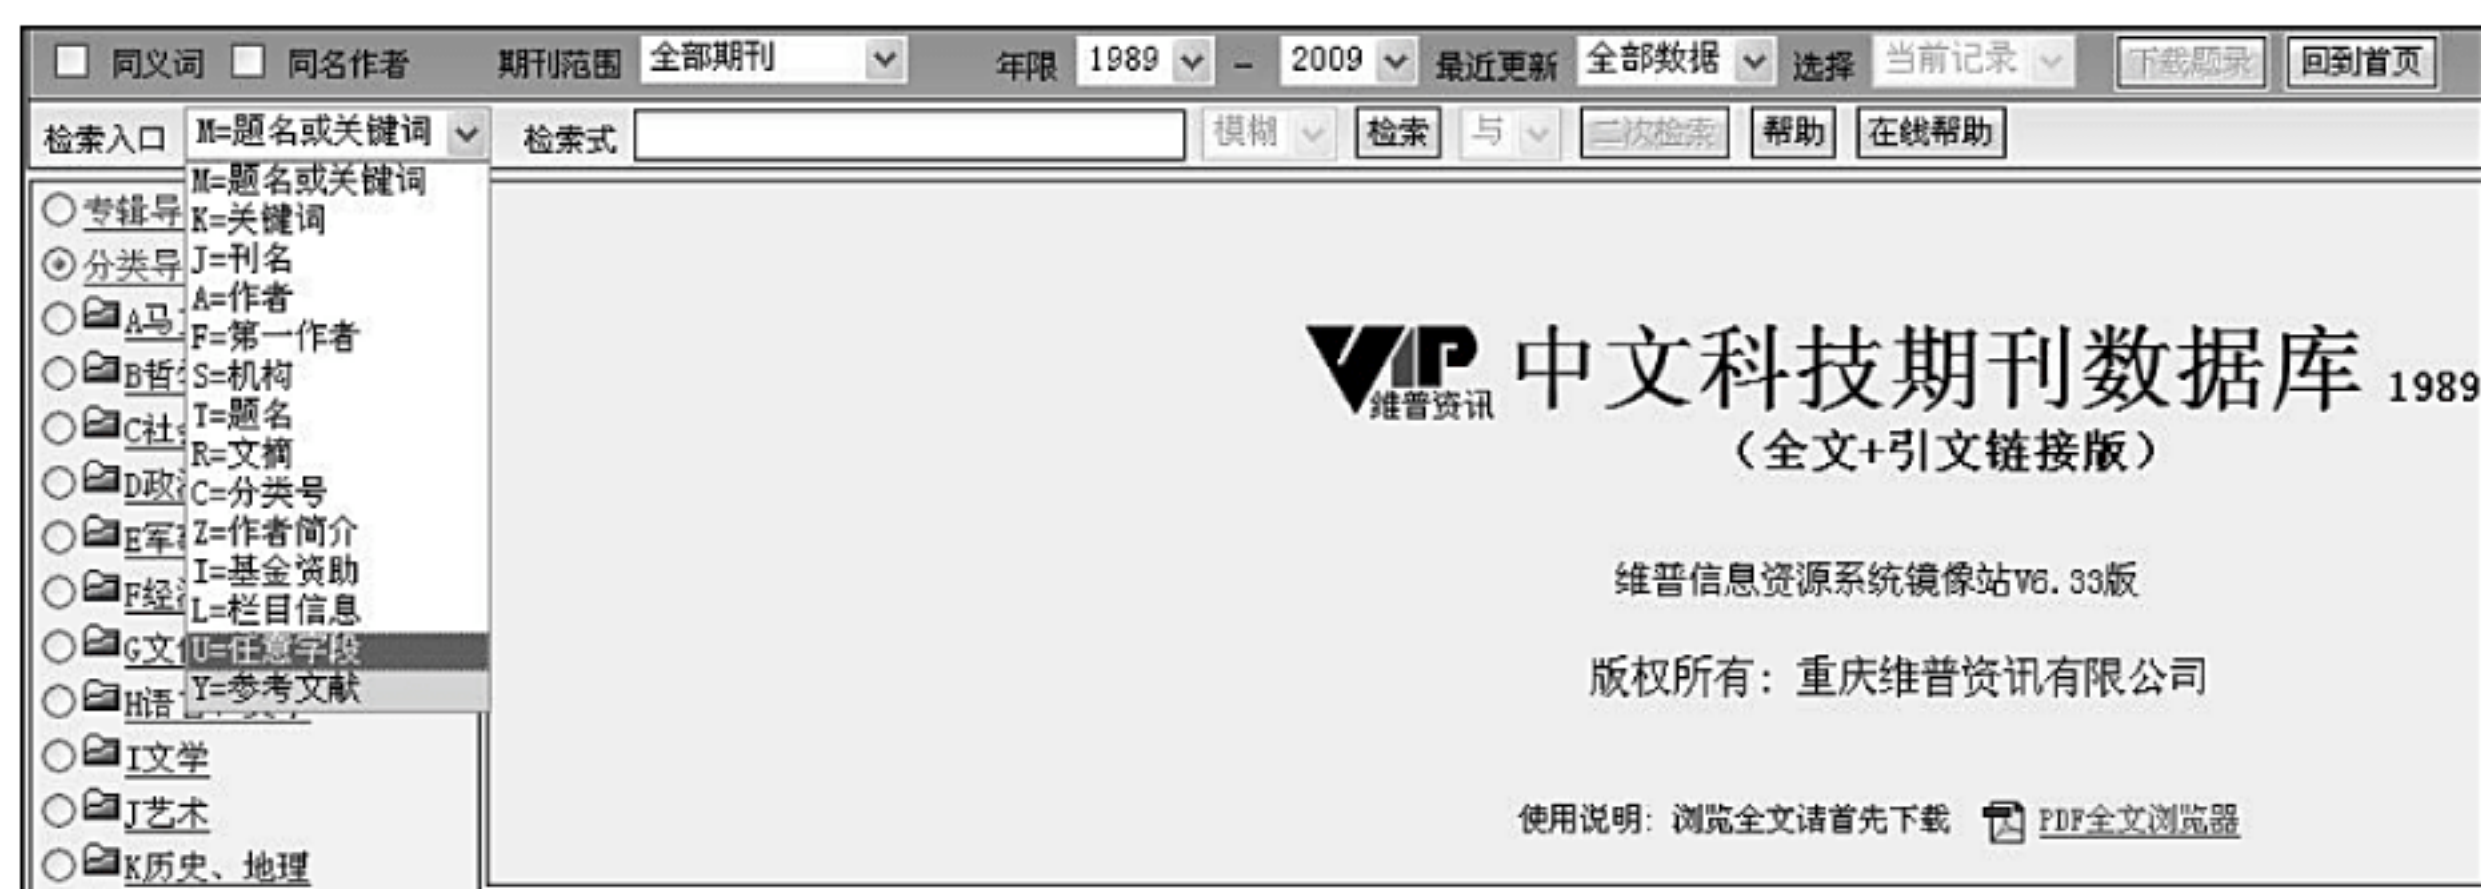 同义词 同名作者 期刊范围 全部期刊 年限 1989 - 2009 最近更新 全部数据 选择 当前记录 下载题录 回到首页
检索入口 M=题名或关键词 检索式 模糊 检索 与 二次检索 帮助 在线帮助
M=题名或关键词
K=关键词
J=刊名
A=作者
F=第一作者
S=机构
T=题名
R=文摘
C=分类号
Z=作者简介
I=基金资助
L=栏目信息
U=任意字段
Y=参考文献
专辑导
分类导
A马
B哲
C社
D政
E军
F经
G文
H语
I文学
J艺术
K历史、地理
VIP 维普资讯 中文科技期刊数据库 1989
（全文+引文链接版）
维普信息资源系统镜像站V6.33版
版权所有：重庆维普资讯有限公司
使用说明：浏览全文请首先下载 PDF全文浏览器